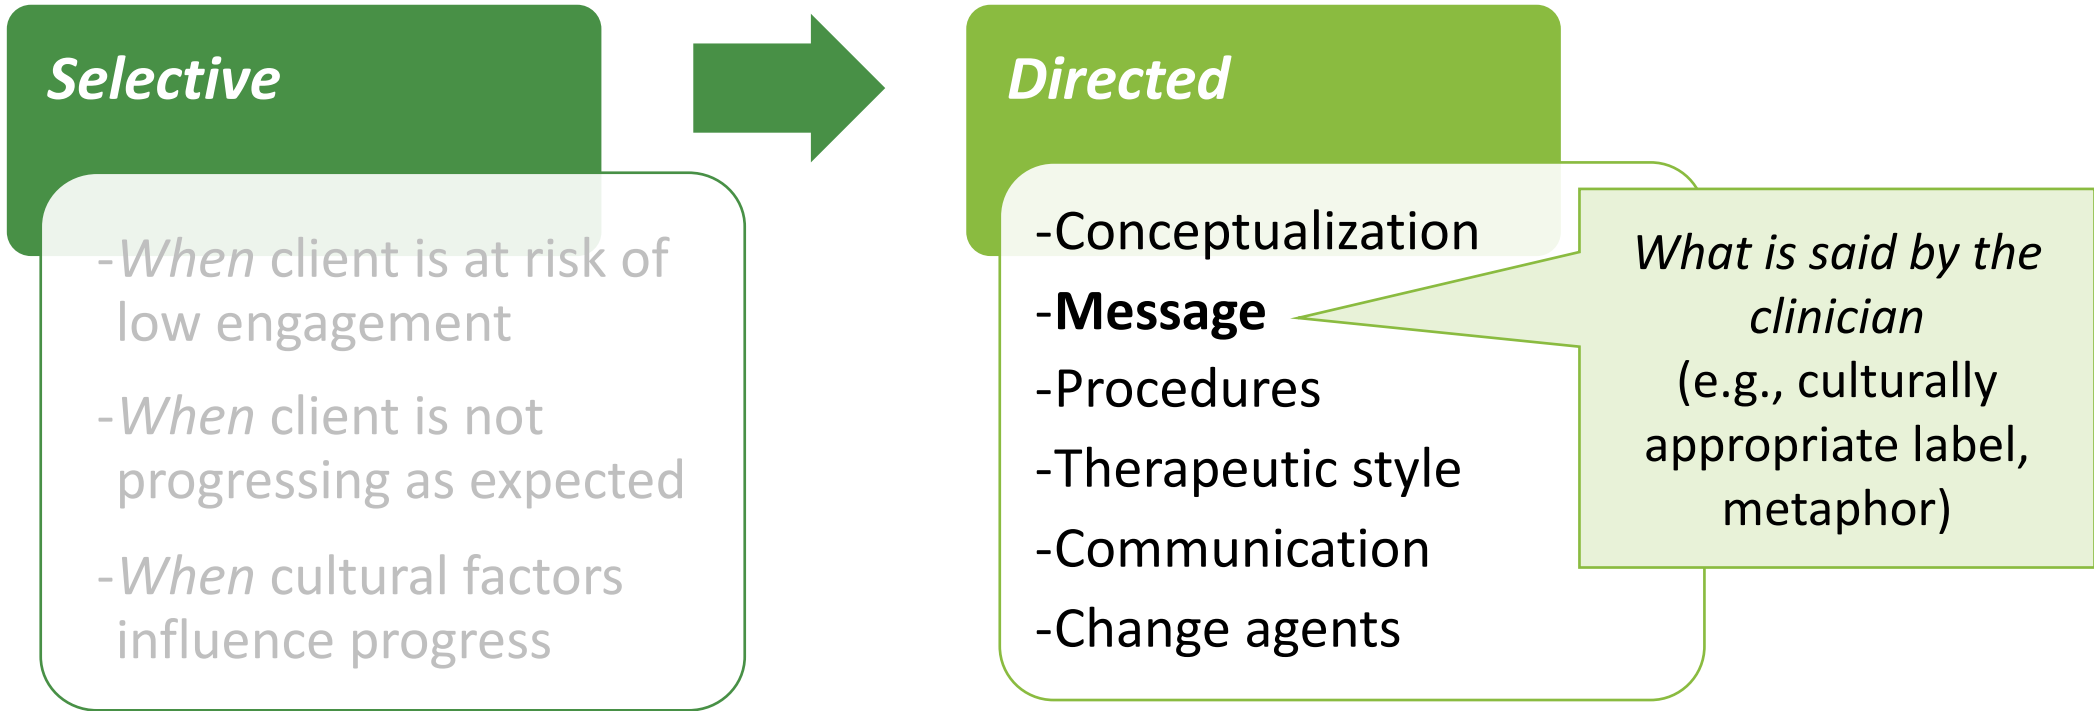 Selective
-When client is at risk of
low engagement
-When client is not
progressing as expected
-When cultural factors
influence progress
Directed
-Conceptualization
-Message
-Procedures
-Therapeutic style
-Communication
-Change agents
What is said by the
clinician
(e.g., culturally
appropriate label,
metaphor)